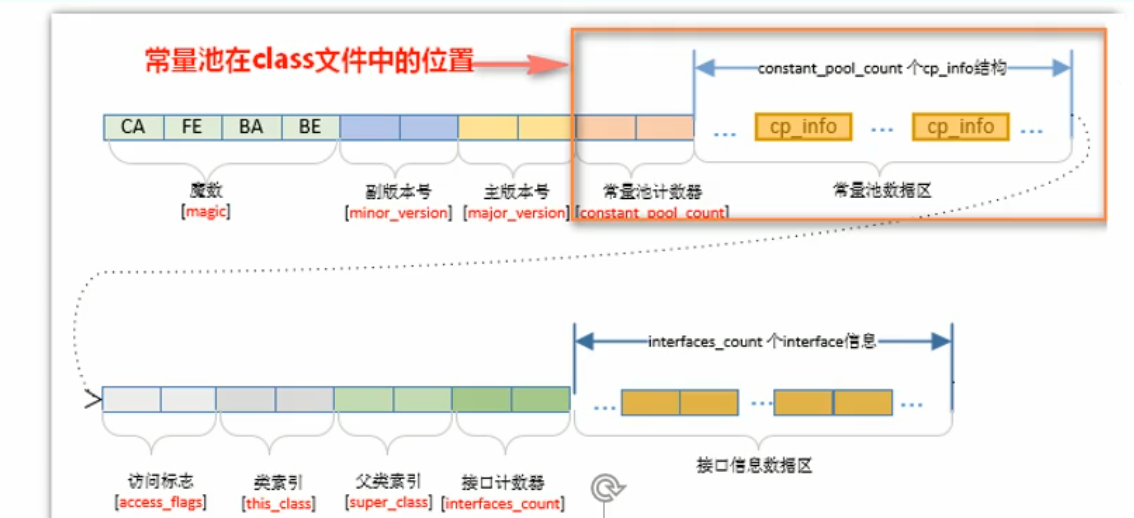 常量池在class文件中的位置
constant_pool_count 个cp_info结构
CA FE BA BE ... cp_info ... cp_info ...
魔数 副版本号 主版本号 常量池计数器 常量池数据区
[magic] [minor_version] [major_version] [constant_pool_count]
interfaces_count 个interface信息
... ... ...
访问标志 类索引 父类索引 接口计数器 接口信息数据区
[access_flags] [this_class] [super_class] [interfaces_count]